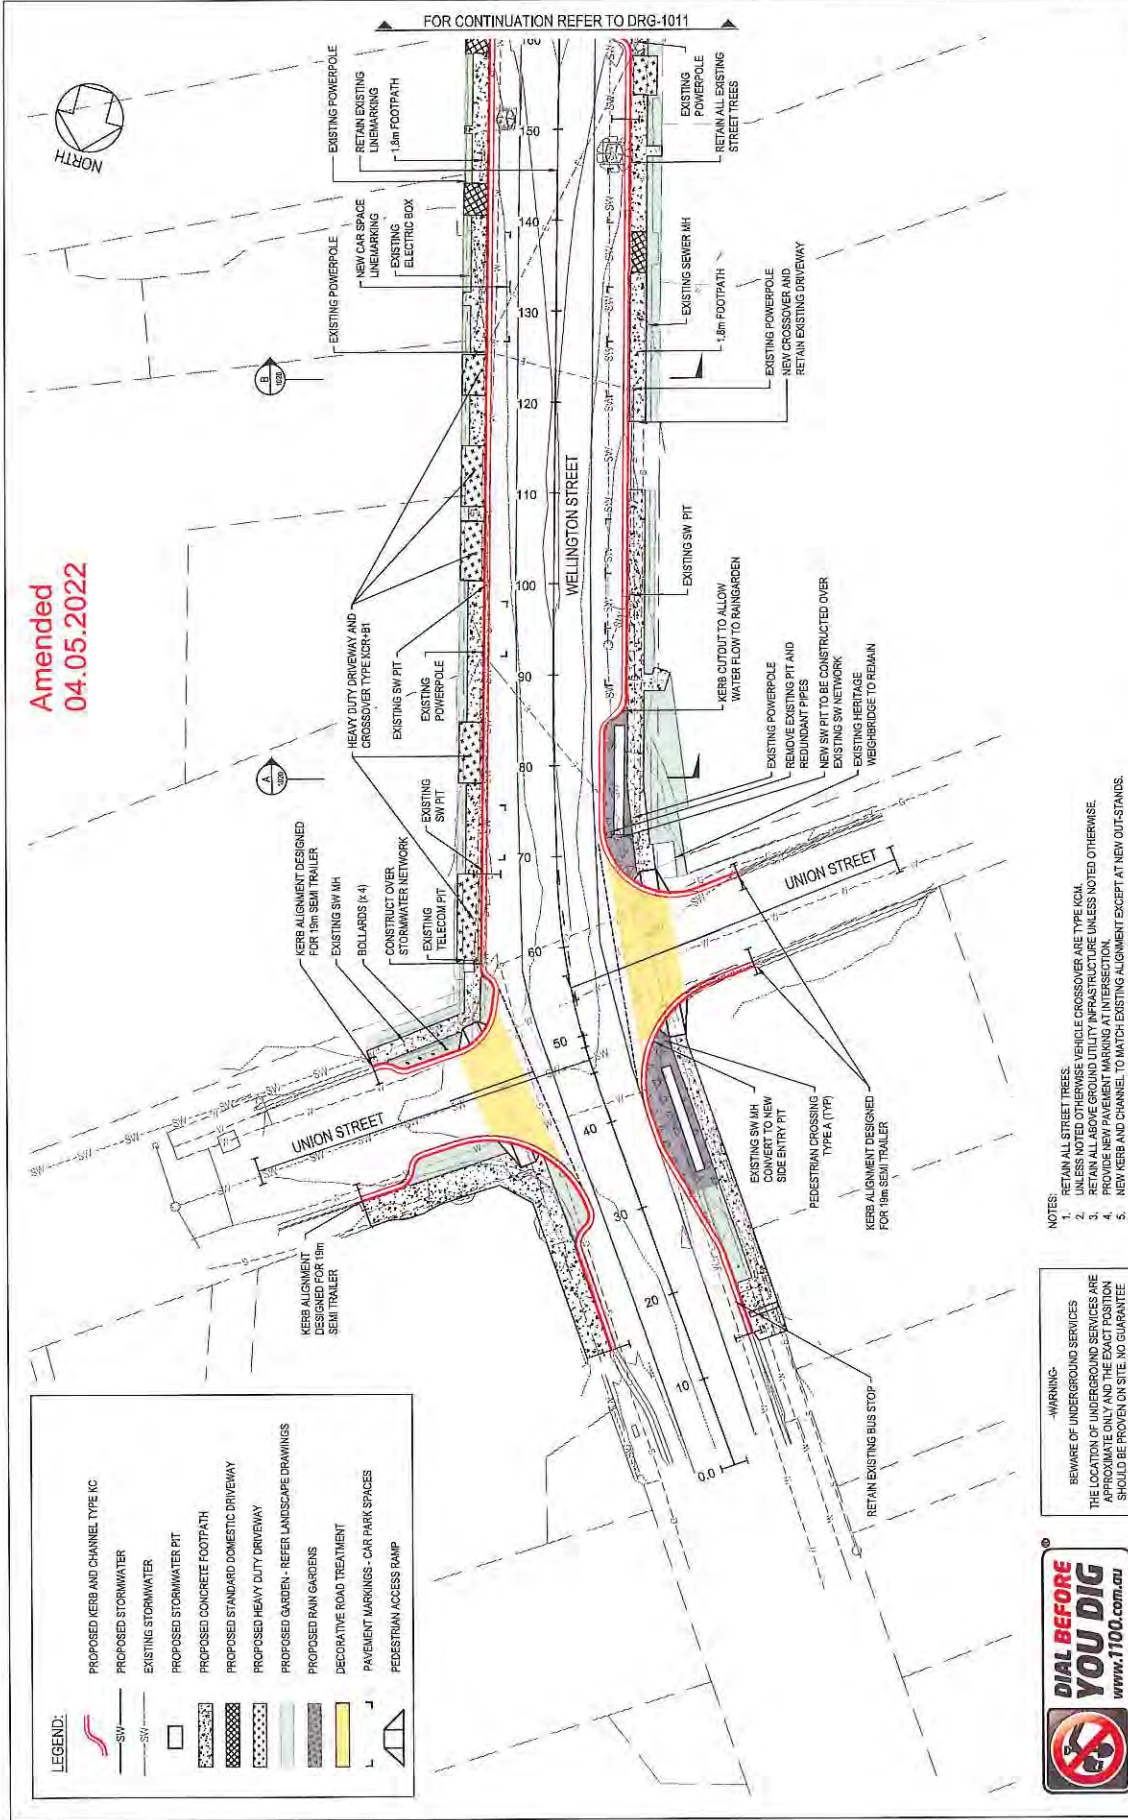 FOR CONTINUATION REFER TO DRG-1011
Amended
04.05.2022
NORTH
EXISTING POWERPOLE
RETAIN EXISTING
LINEMARKING
1.8m FOOTPATH
EXISTING POWERPOLE
NEW CAR SPACE
LINEMARKING
EXISTING
ELECTRIC BOX
B
1020
A
1020
HEAVY DUTY DRIVEWAY AND
CROSSOVER TYPE KCR+B1
EXISTING SW PIT
EXISTING
POWERPOLE
EXISTING
SW PIT
KERB ALIGNMENT DESIGNED
FOR 19m SEMI TRAILER
EXISTING SW MH
BOLLARDS (x 4)
CONSTRUCT OVER
STORMWATER NETWORK
EXISTING
TELECOM PIT
UNION STREET
KERB ALIGNMENT
DESIGNED FOR 19m
SEMI TRAILER
WELLINGTON STREET
0.0
10
20
30
40
50
60
70
80
90
100
110
120
130
140
150
160
EXISTING
POWERPOLE
RETAIN ALL EXISTING
STREET TREES
EXISTING SEWER MH
1.8m FOOTPATH
EXISTING POWERPOLE
NEW CROSSOVER AND
RETAIN EXISTING DRIVEWAY
EXISTING SW PIT
KERB CUTOUT TO ALLOW
WATER FLOW TO RAINGARDEN
EXISTING POWERPOLE
REMOVE EXISTING PIT AND
REDUNDANT PIPES
NEW SW PIT TO BE CONSTRUCTED OVER
EXISTING SW NETWORK
EXISTING HERITAGE
WEIGHBRIDGE TO REMAIN
UNION STREET
EXISTING SW MH
CONVERT TO NEW
SIDE ENTRY PIT
PEDESTRIAN CROSSING
TYPE A (TYP)
KERB ALIGNMENT DESIGNED
FOR 19m SEMI TRAILER
RETAIN EXISTING BUS STOP
LEGEND:
PROPOSED KERB AND CHANNEL TYPE KC
SW
PROPOSED STORMWATER
SW
EXISTING STORMWATER
PROPOSED STORMWATER PIT
PROPOSED CONCRETE FOOTPATH
PROPOSED STANDARD DOMESTIC DRIVEWAY
PROPOSED HEAVY DUTY DRIVEWAY
PROPOSED GARDEN - REFER LANDSCAPE DRAWINGS
PROPOSED RAIN GARDENS
DECORATIVE ROAD TREATMENT
PAVEMENT MARKINGS - CAR PARK SPACES
PEDESTRIAN ACCESS RAMP
NOTES:
1. RETAIN ALL STREET TREES.
2. UNLESS NOTED OTHERWISE VEHICLE CROSSOVER ARE TYPE KCM.
3. RETAIN ALL ABOVE GROUND UTILITY INFRASTRUCTURE UNLESS NOTED OTHERWISE.
4. PROVIDE NEW PAVEMENT MARKING AT INTERSECTION.
5. NEW KERB AND CHANNEL TO MATCH EXISTING ALIGNMENT EXCEPT AT NEW OUT-STANDS.
-WARNING-
BEWARE OF UNDERGROUND SERVICES
THE LOCATION OF UNDERGROUND SERVICES ARE
APPROXIMATE ONLY AND THE EXACT POSITION
SHOULD BE PROVEN ON SITE. NO GUARANTEE
DIAL BEFORE
YOU DIG
®
www.1100.com.au